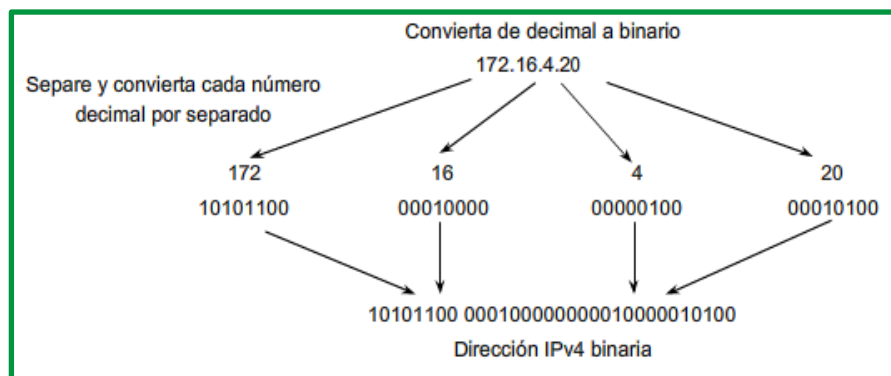 Convierta de decimal a binario
172.16.4.20
Separe y convierta cada número
decimal por separado
172 16 4 20
10101100 00010000 00000100 00010100
10101100 000100000000010000010100
Dirección IPv4 binaria